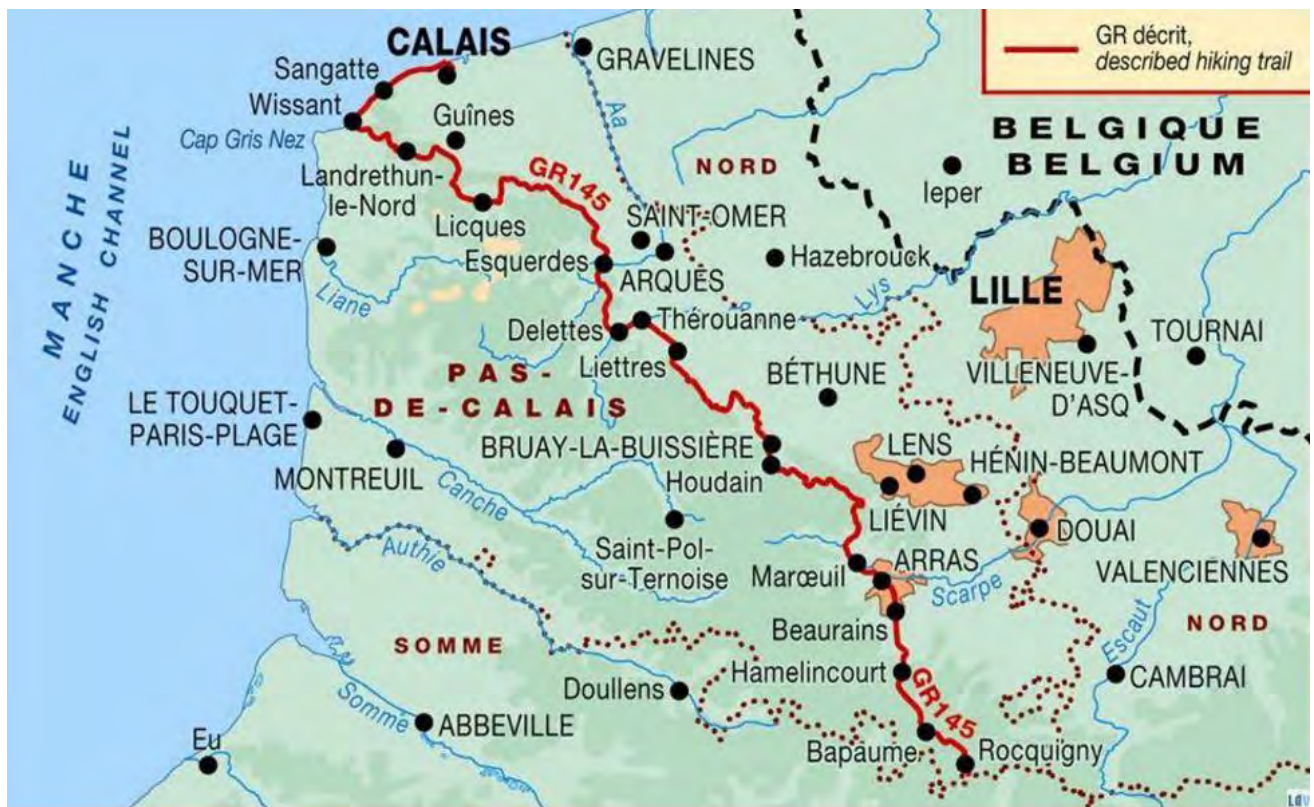 GR décrit,
described hiking trail
CALAIS
GRAVELINES
Sangatte
Wissant
Guînes
Aa
Cap Gris Nez
BELGIQUE
BELGIUM
NORD
Ieper
MANCHE
ENGLISH CHANNEL
Landrethun-
le-Nord
GR145
Licques
SAINT-OMER
BOULOGNE-
SUR-MER
Esquerdes
ARQUES
Hazebrouck
Liane
Lys
LILLE
Delettes
Thérouanne
TOURNAI
Liettres
PAS-
DE-CALAIS
BÉTHUNE
VILLENEUVE-
D'ASQ
LE TOUQUET-
PARIS-PLAGE
BRUAY-LA-BUISSIÈRE
LENS
HÉNIN-BEAUMONT
MONTREUIL
Canche
Houdain
LIÉVIN
DOUAI
Authie
Saint-Pol-
sur-Ternoise
Marœuil
ARRAS
Scarpe
VALENCIENNES
Beaurains
Escaut
NORD
SOMME
Hamelincourt
CAMBRAI
Doullens
GR145
Somme
ABBEVILLE
Bapaume
Rocquigny
Eu